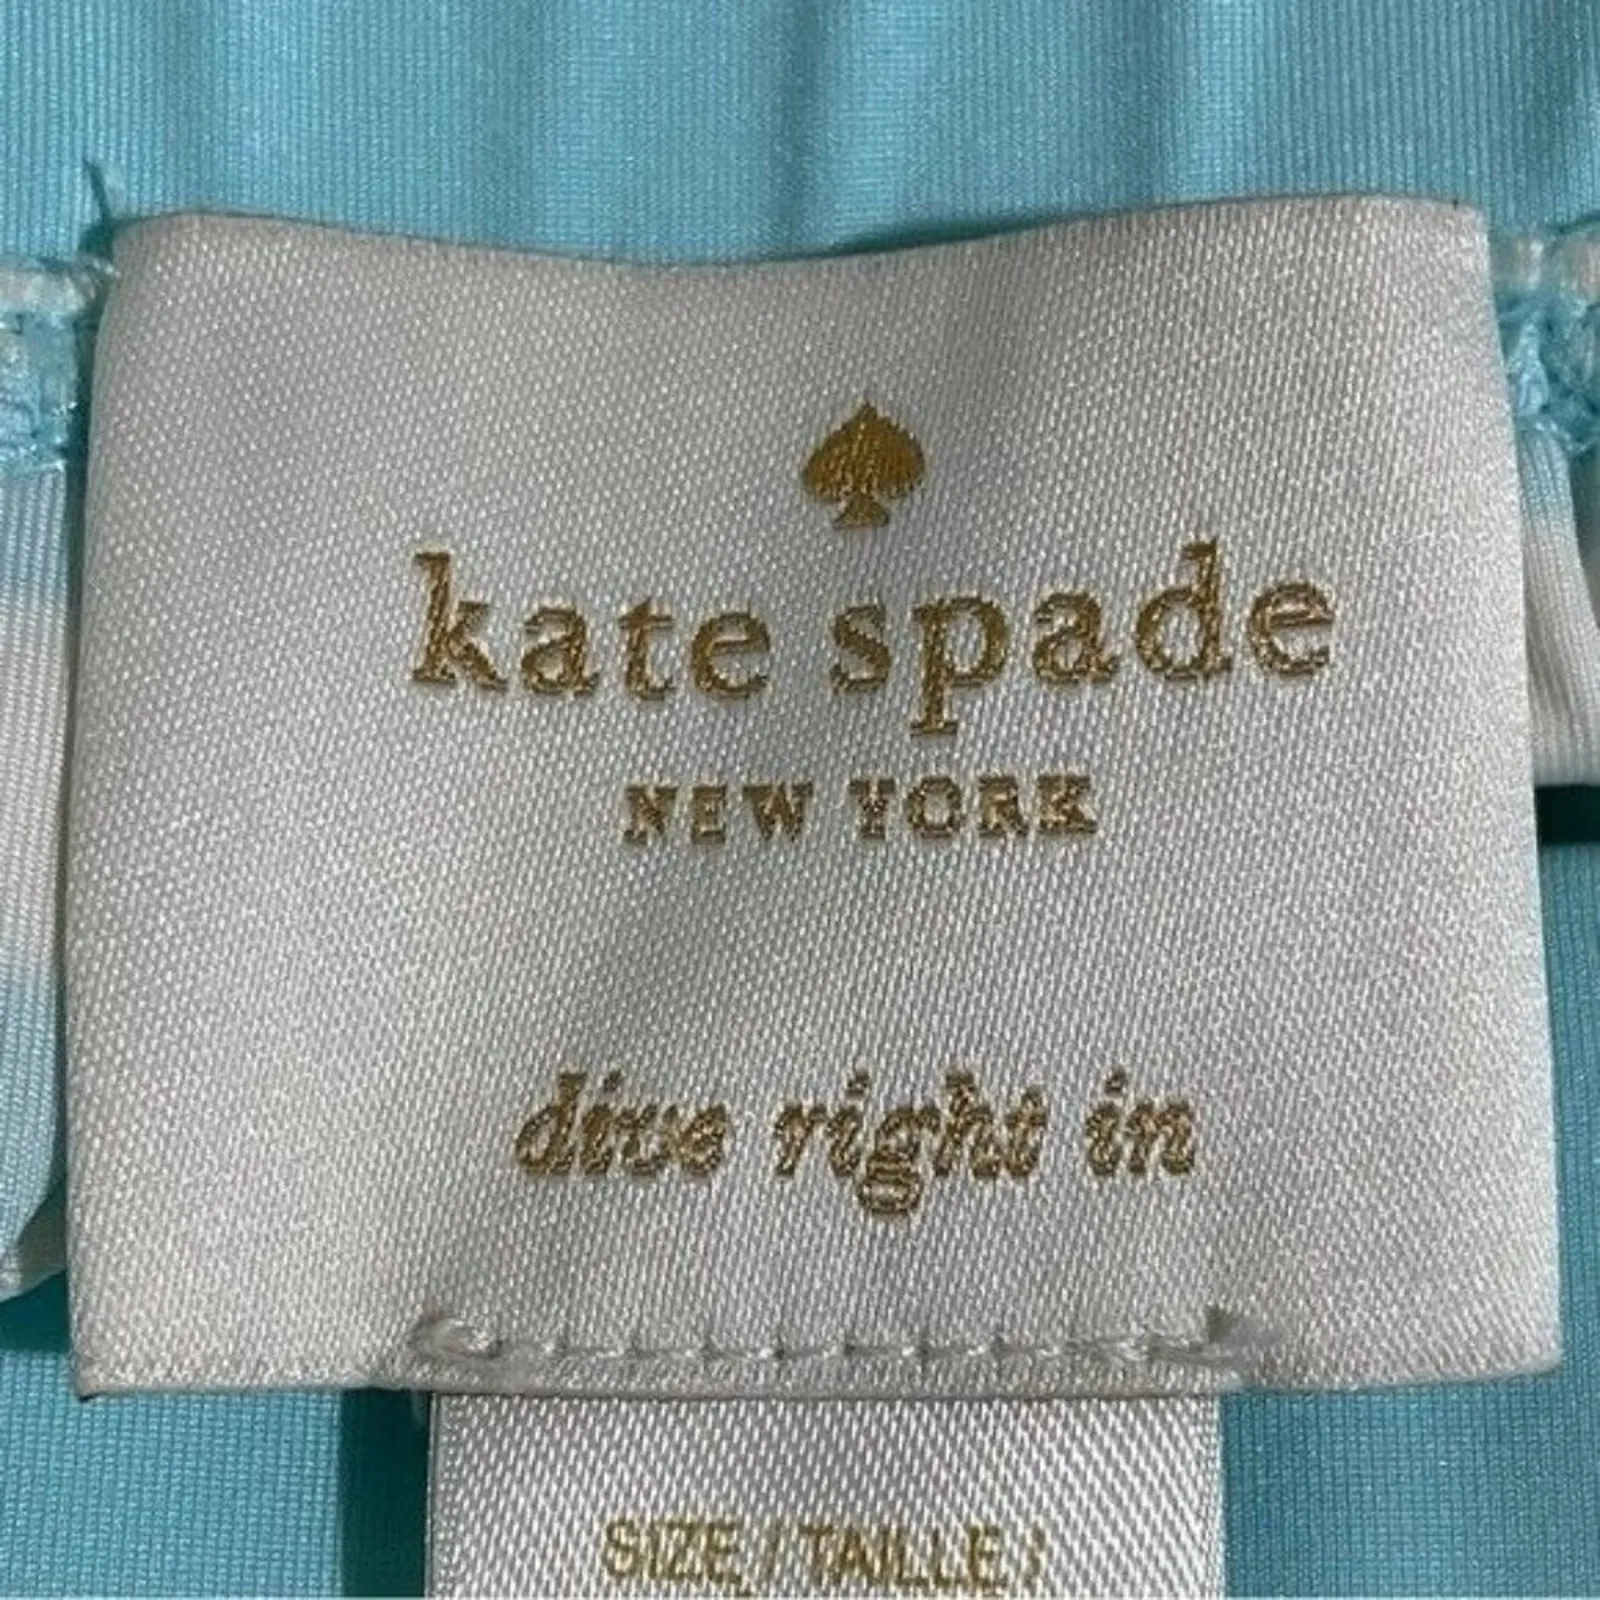 kate spade
NEW YORK
dive right in
SIZE / TAILLE /